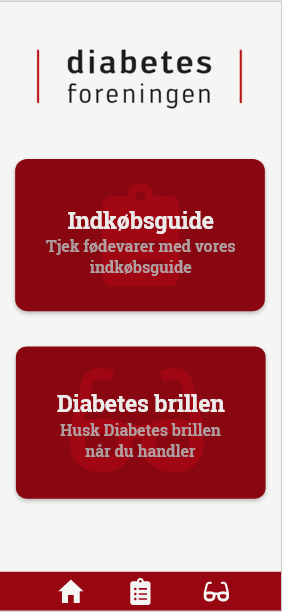 diabetes
foreningen
Indkøbsguide
Tjek fødevarer med vores
indkøbsguide
Diabetes brillen
Husk Diabetes brillen
når du handler